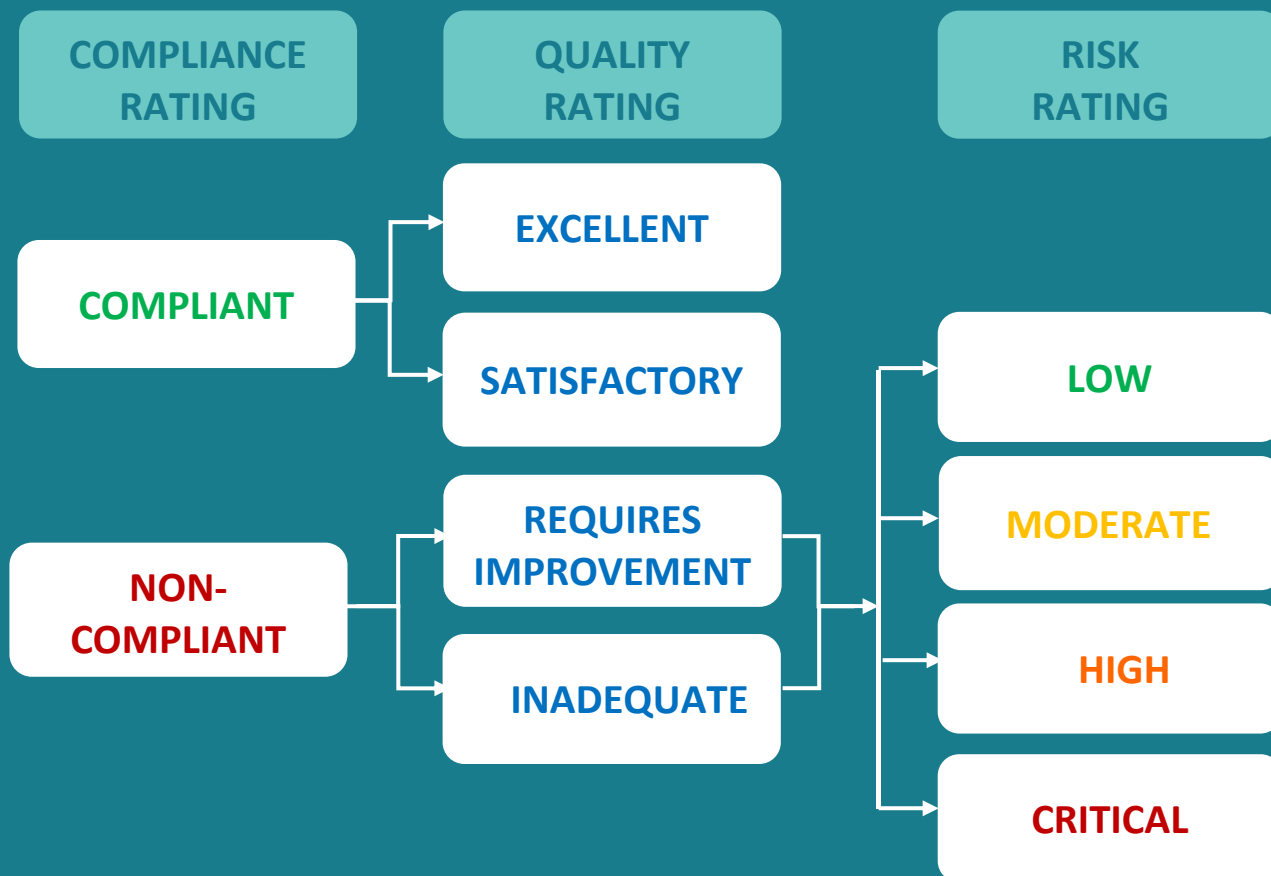 COMPLIANCE
RATING
QUALITY
RATING
RISK
RATING
COMPLIANT
EXCELLENT
SATISFACTORY
NON-
COMPLIANT
REQUIRES
IMPROVEMENT
INADEQUATE
LOW
MODERATE
HIGH
CRITICAL